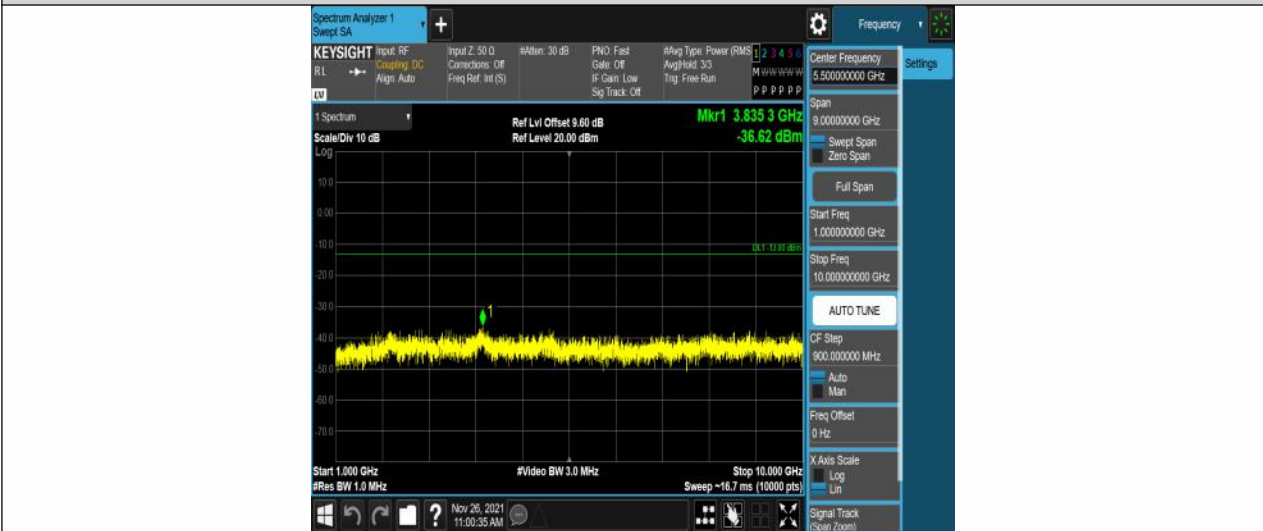 Spectrum Analyzer 1
Swept SA
+
Frequency
KEYSIGHT
RL
LV
Input: RF
Coupling: DC
Align: Auto
Input Z: 50 Ω
Corrections: Off
Freq Ref: Int (S)
#Atten: 30 dB
PNO: Fast
Gate: Off
IF Gain: Low
Sig Track: Off
#Avg Type: Power (RMS
Avg|Hold: 3/3
Trig: Free Run
1 2 3 4 5 6
M W W W W W
P P P P P P
1 Spectrum
Scale/Div 10 dB
Log
Ref Lvl Offset 9.60 dB
Ref Level 20.00 dBm
Mkr1 3.835 3 GHz
-36.62 dBm
10.0
0.00
-10.0
DL1 -13.00 dBm
-20.0
-30.0
1
-40.0
-50.0
-60.0
-70.0
Start 1.000 GHz
#Res BW 1.0 MHz
#Video BW 3.0 MHz
Stop 10.000 GHz
Sweep ~16.7 ms (10000 pts)
Nov 26, 2021
11:00:35 AM
?
Center Frequency
5.500000000 GHz
Settings
Span
9.00000000 GHz
Swept Span
Zero Span
Full Span
Start Freq
1.000000000 GHz
Stop Freq
10.000000000 GHz
AUTO TUNE
CF Step
900.000000 MHz
Auto
Man
Freq Offset
0 Hz
X Axis Scale
Log
Lin
Signal Track
(Span Zoom)